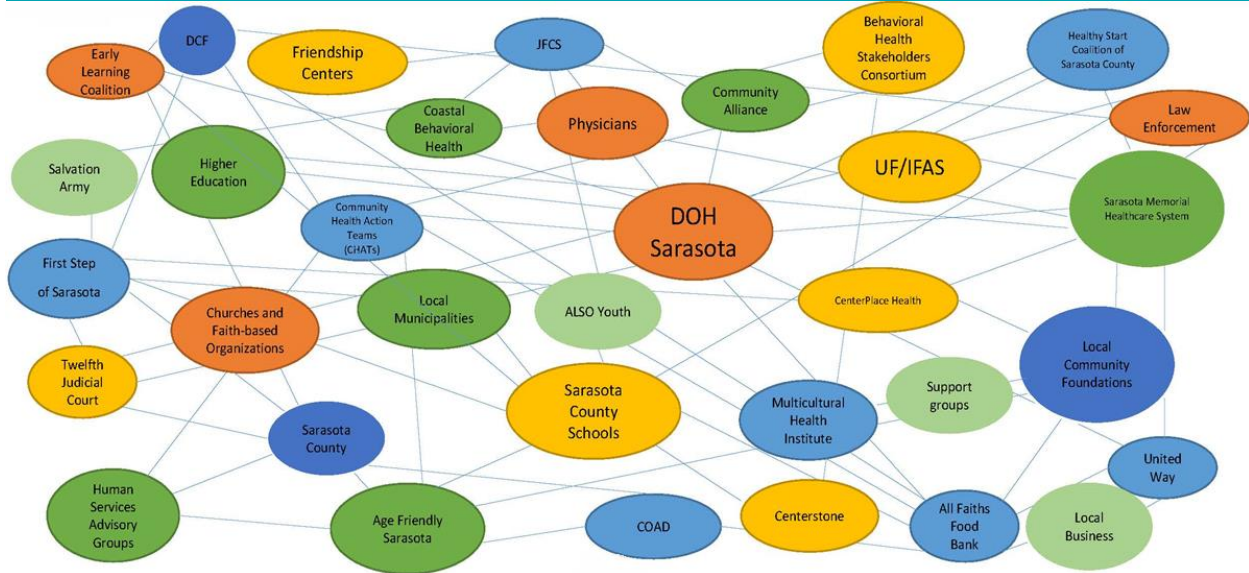 DCF
Early
Learning
Coalition
Friendship
Centers
JFCS
Behavioral
Health
Stakeholders
Consortium
Healthy Start
Coalition of
Sarasota County
Coastal
Behavioral
Health
Physicians
Community
Alliance
Law
Enforcement
Salvation
Army
Higher
Education
UF/IFAS
Community
Health Action
Teams
(CHATs)
DOH
Sarasota
Sarasota Memorial
Healthcare System
First Step
of Sarasota
Churches and
Faith-based
Organizations
Local
Municipalities
ALSO Youth
CenterPlace Health
Twelfth
Judicial
Court
Sarasota
County
Schools
Support
groups
Local
Community
Foundations
Sarasota
County
Multicultural
Health
Institute
United
Way
Human
Services
Advisory
Groups
Age Friendly
Sarasota
COAD
Centerstone
All Faiths
Food
Bank
Local
Business